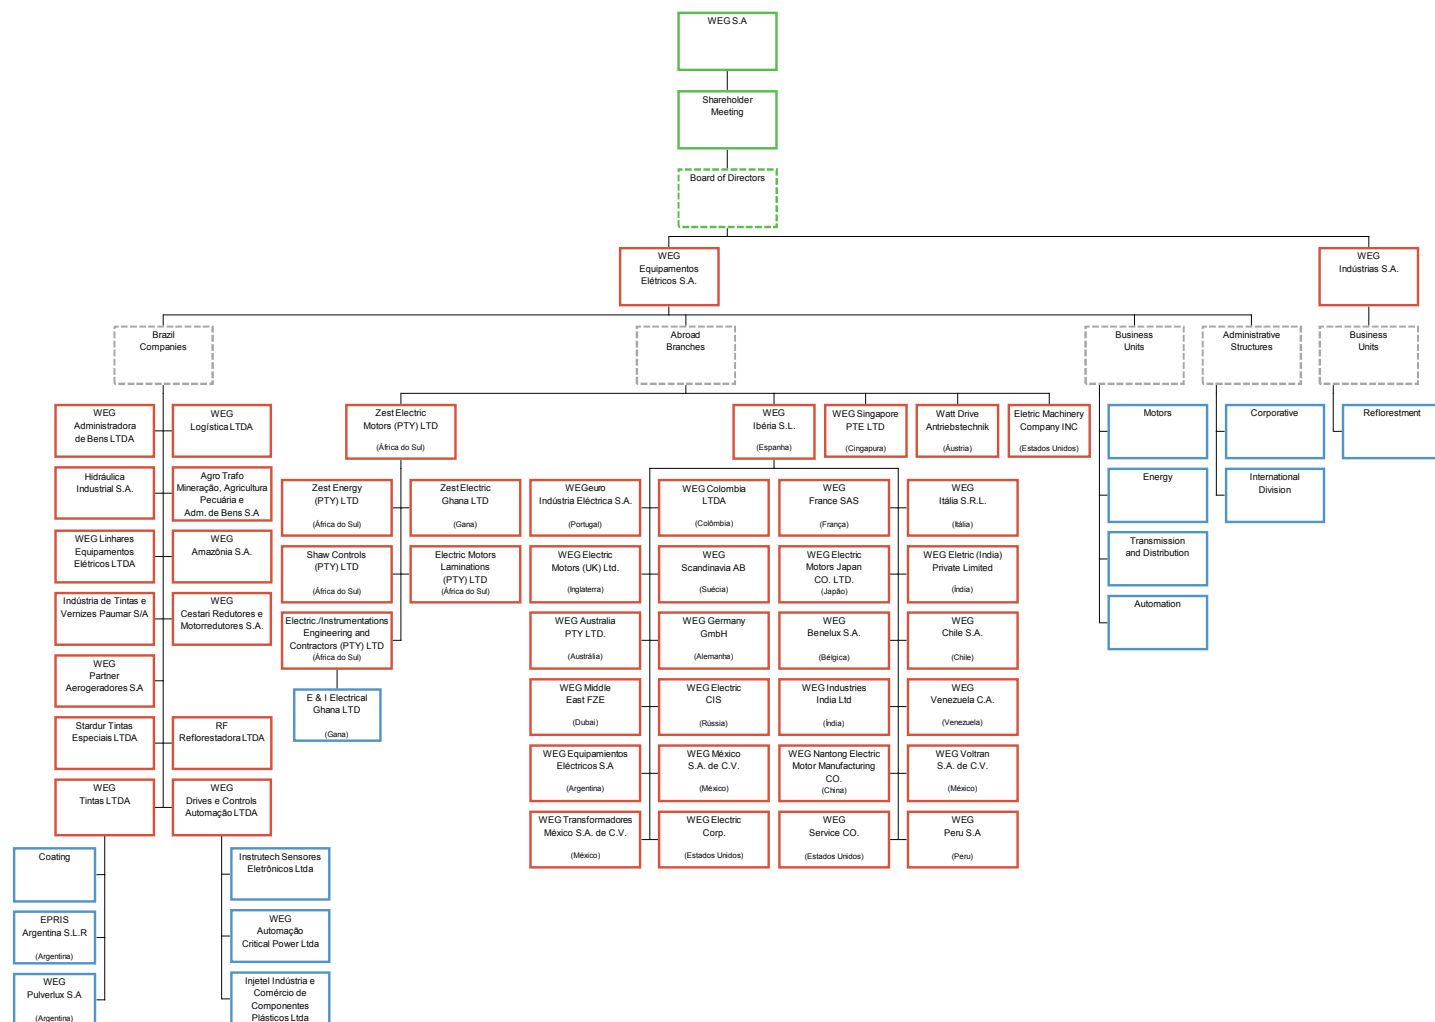 WEG S.A
Shareholder
Meeting
Board of Directors
WEG
Equipamentos
Elétricos S.A.
WEG
Indústrias S.A.
Brazil
Companies
Abroad
Branches
Business
Units
Administrative
Structures
Business
Units
WEG
Administradora
de Bens LTDA
WEG
Logística LTDA
Hidráulica
Industrial S.A.
Agro Trafo
Mineração, Agricultura
Pecuária e
Adm. de Bens S.A
WEG Linhares
Equipamentos
Elétricos LTDA
WEG
Amazônia S.A.
Indústria de Tintas e
Vernizes Paumar S/A
WEG
Cestari Redutores e
Motorredutores S.A.
WEG
Partner
Aerogeradores S.A
Stardur Tintas
Especiais LTDA
RF
Reflorestadora LTDA
WEG
Tintas LTDA
WEG
Drives e Controls
Automação LTDA
Coating
EPRIS
Argentina S.L.R
(Argentina)
WEG
Pulverlux S.A
(Argentina)
Instrutech Sensores
Eletrônicos Ltda
WEG
Automação
Critical Power Ltda
Injetel Indústria e
Comércio de
Componentes
Plásticos Ltda
Zest Electric
Motors (PTY) LTD
(África do Sul)
Zest Energy
(PTY) LTD
(África do Sul)
Zest Electric
Ghana LTD
(Gana)
Shaw Controls
(PTY) LTD
(África do Sul)
Electric Motors
Laminations
(PTY) LTD
(África do Sul)
Electric./Instrumentations
Engineering and
Contractors (PTY) LTD
(África do Sul)
E & I Electrical
Ghana LTD
(Gana)
WEG
Ibéria S.L.
(Espanha)
WEG Singapore
PTE LTD
(Cingapura)
Watt Drive
Antriebstechnik
(Áustria)
Eletric Machinery
Company INC
(Estados Unidos)
WEGeuro
Indústria Eléctrica S.A.
(Portugal)
WEG Colombia
LTDA
(Colômbia)
WEG
France SAS
(França)
WEG
Itália S.R.L.
(Itália)
WEG Electric
Motors (UK) Ltd.
(Inglaterra)
WEG
Scandinavia AB
(Suécia)
WEG Electric
Motors Japan
CO. LTD.
(Japão)
WEG Eletric (India)
Private Limited
(Índia)
WEG Australia
PTY LTD.
(Austrália)
WEG Germany
GmbH
(Alemanha)
WEG
Benelux S.A.
(Bélgica)
WEG
Chile S.A.
(Chile)
WEG Middle
East FZE
(Dubai)
WEG Electric
CIS
(Rússia)
WEG Industries
India Ltd
(Índia)
WEG
Venezuela C.A.
(Venezuela)
WEG Equipamientos
Eléctricos S.A
(Argentina)
WEG México
S.A. de C.V.
(México)
WEG Nantong Electric
Motor Manufacturing
CO.
(China)
WEG Voltran
S.A. de C.V.
(México)
WEG Transformadores
México S.A. de C.V.
(México)
WEG Electric
Corp.
(Estados Unidos)
WEG
Service CO.
(Estados Unidos)
WEG
Peru S.A
(Peru)
Motors
Energy
Transmission
and Distribution
Automation
Corporative
International
Division
Reflorestment